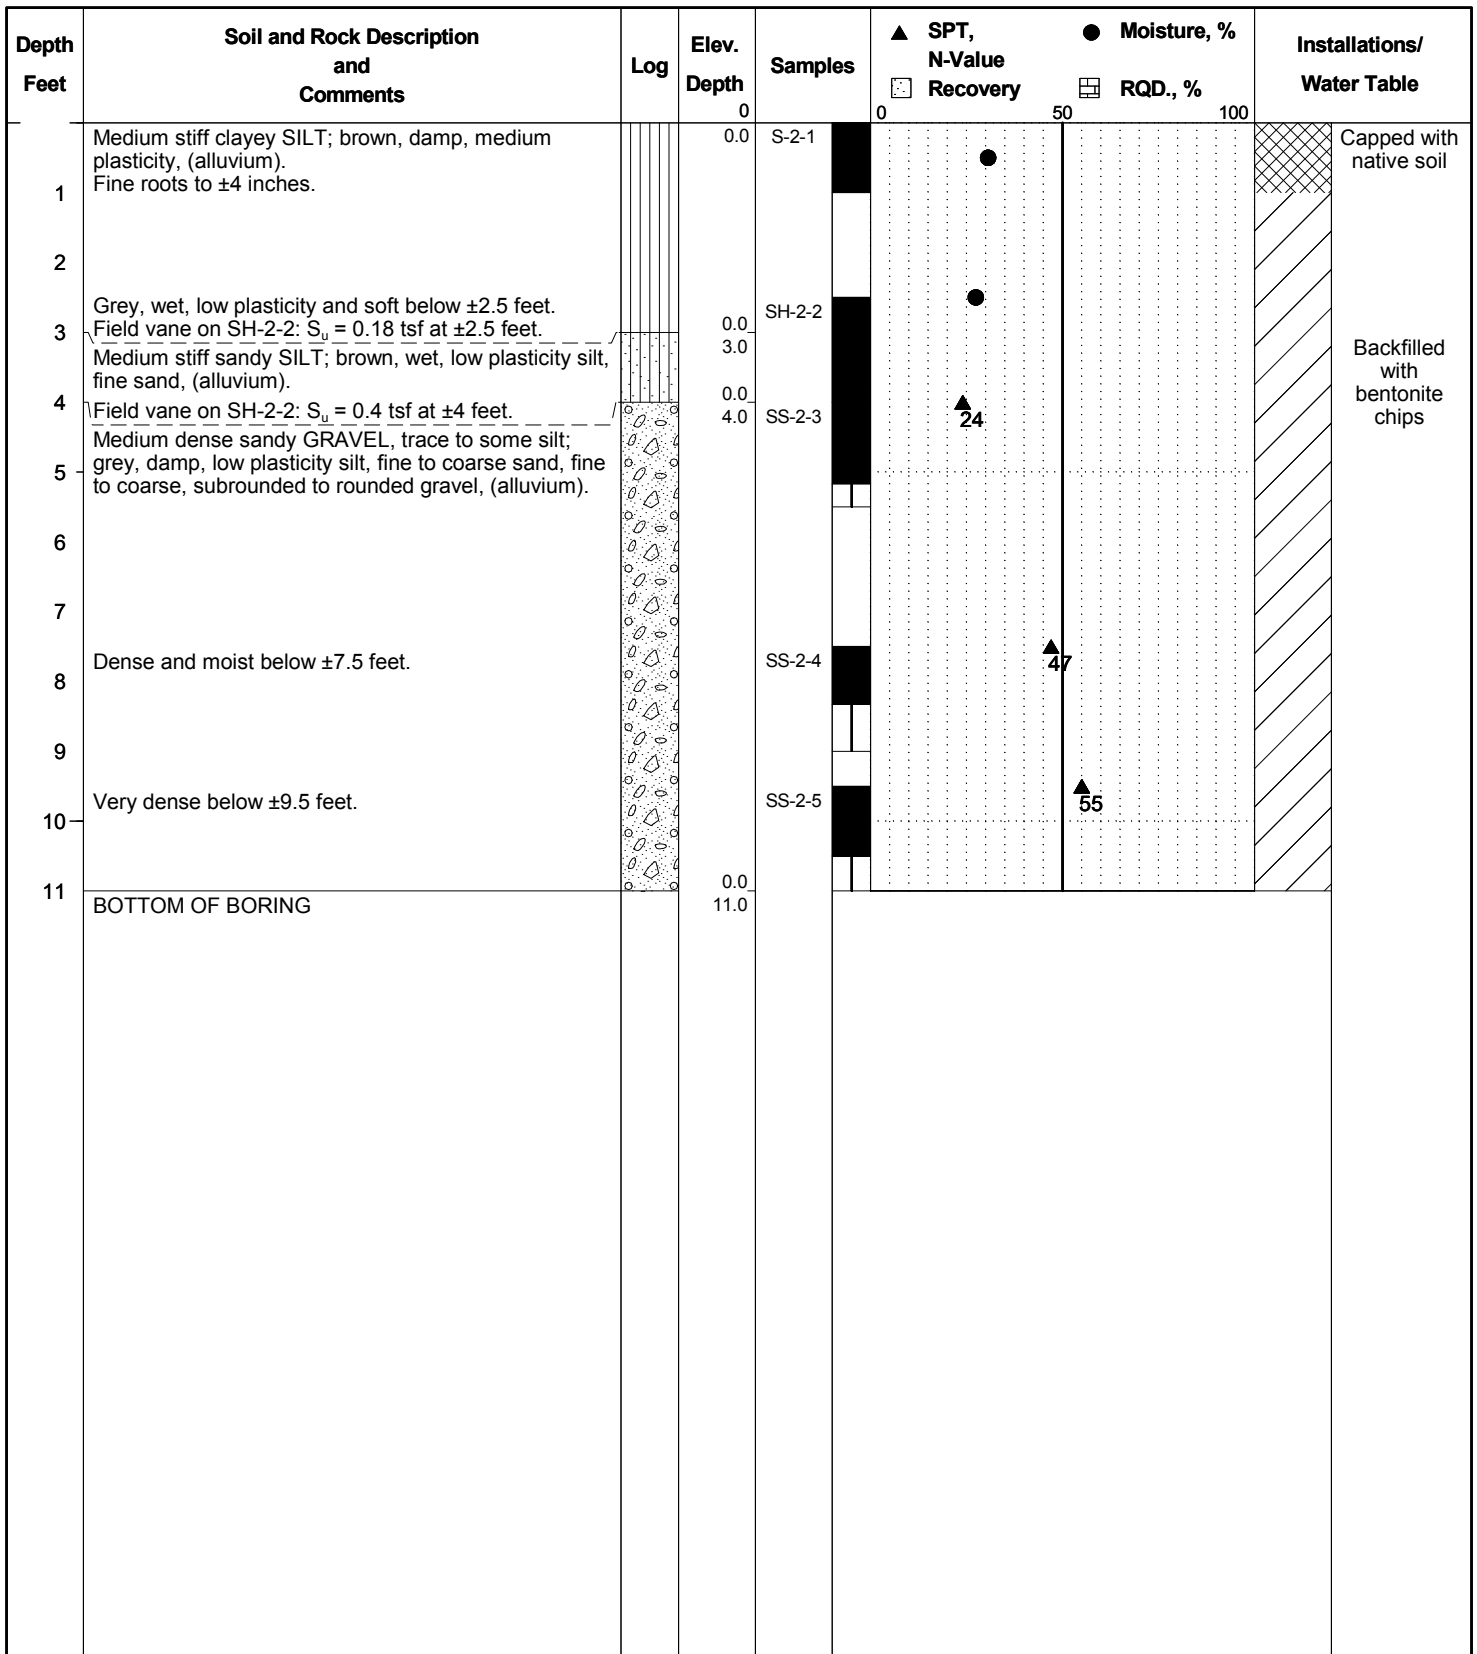 Depth
Feet
Soil and Rock Description
and
Comments
Log
Elev.
Depth
0
Samples
▲ SPT,
N-Value
● Moisture, %
Recovery
RQD., %
0 50 100
Installations/
Water Table
Medium stiff clayey SILT; brown, damp, medium
plasticity, (alluvium).
Fine roots to ±4 inches.
0.0
S-2-1
Capped with
native soil
1
2
Grey, wet, low plasticity and soft below ±2.5 feet.
Field vane on SH-2-2: Su = 0.18 tsf at ±2.5 feet.
SH-2-2
0.0
3
3.0
Medium stiff sandy SILT; brown, wet, low plasticity silt,
fine sand, (alluvium).
Backfilled
with
bentonite
chips
0.0
4
4.0
Field vane on SH-2-2: Su = 0.4 tsf at ±4 feet.
SS-2-3
24
Medium dense sandy GRAVEL, trace to some silt;
grey, damp, low plasticity silt, fine to coarse sand, fine
to coarse, subrounded to rounded gravel, (alluvium).
5
6
7
Dense and moist below ±7.5 feet.
SS-2-4
47
8
9
Very dense below ±9.5 feet.
SS-2-5
55
10
0.0
11
11.0
BOTTOM OF BORING